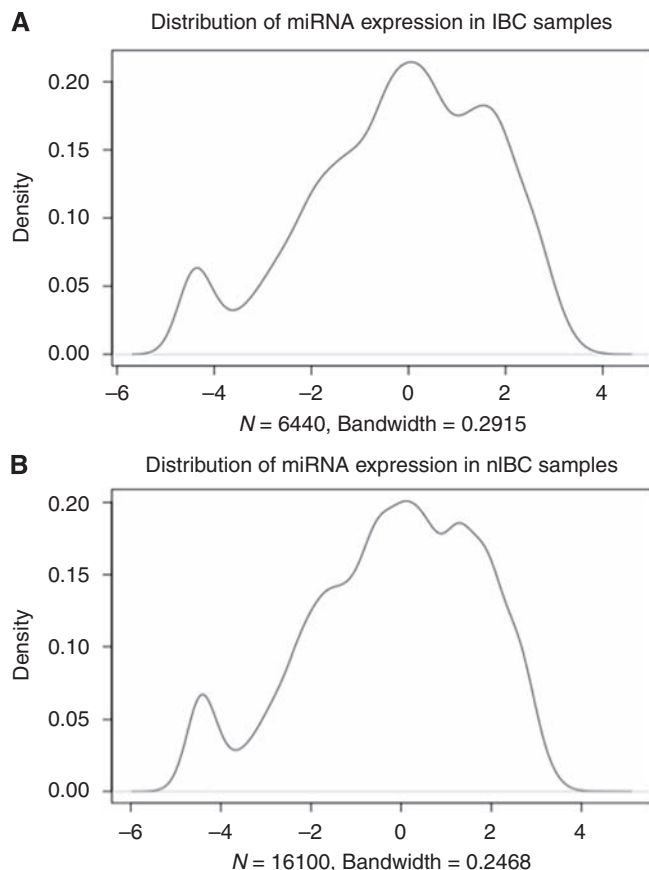 A
Distribution of miRNA expression in IBC samples
Density
0.20
0.15
0.10
0.05
0.00
–6 –4 –2 0 2 4
N = 6440, Bandwidth = 0.2915
B
Distribution of miRNA expression in nIBC samples
Density
0.20
0.15
0.10
0.05
0.00
–6 –4 –2 0 2 4
N = 16100, Bandwidth = 0.2468